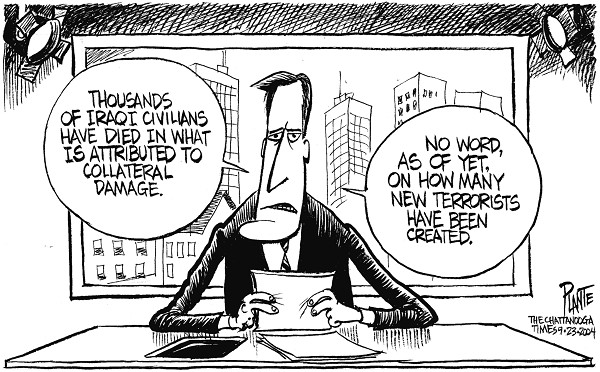 THOUSANDS
OF IRAQI CIVILIANS
HAVE DIED IN WHAT
IS ATTRIBUTED TO
COLLATERAL
DAMAGE.
NO WORD,
AS OF YET,
ON HOW MANY
NEW TERRORISTS
HAVE BEEN
CREATED.
PLANTE
THE CHATTANOOGA
TIMES 9-23-2004